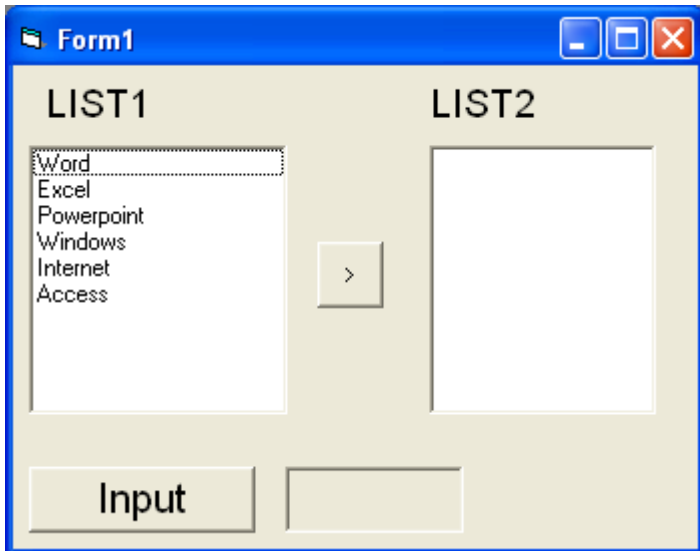 Form1
LIST1 LIST2
Word
Excel
Powerpoint
Windows
Internet
Access
>
Input